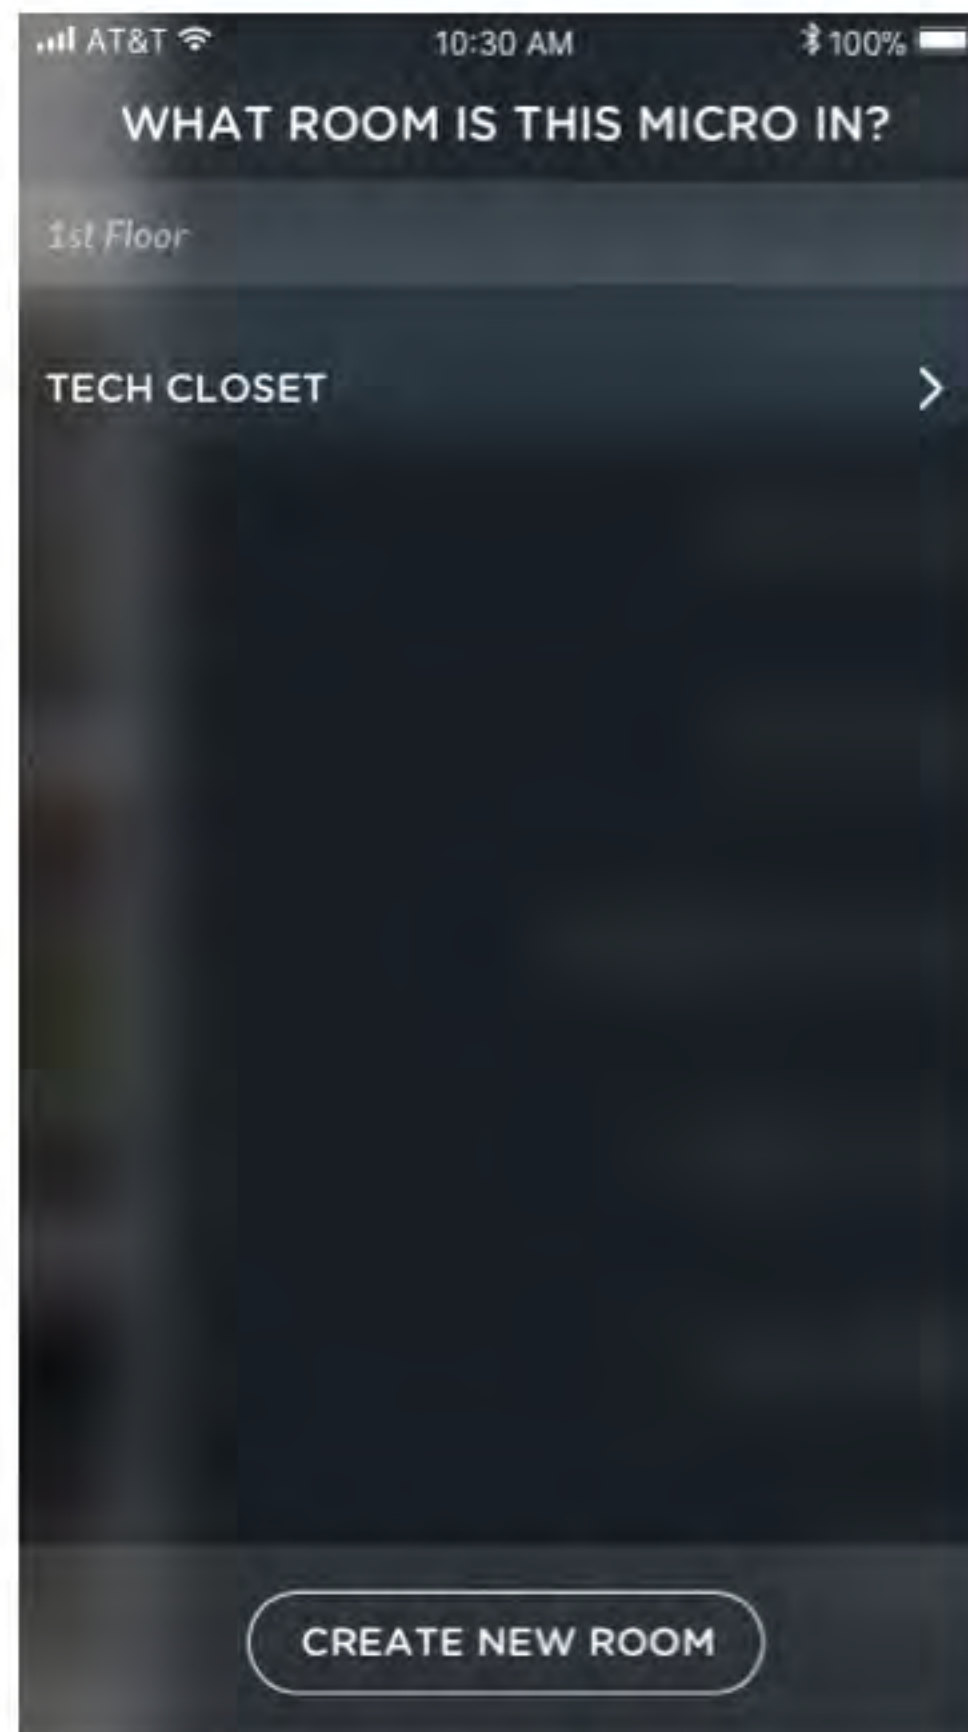 AT&T 10:30 AM 100%
WHAT ROOM IS THIS MICRO IN?
1st Floor
TECH CLOSET
CREATE NEW ROOM